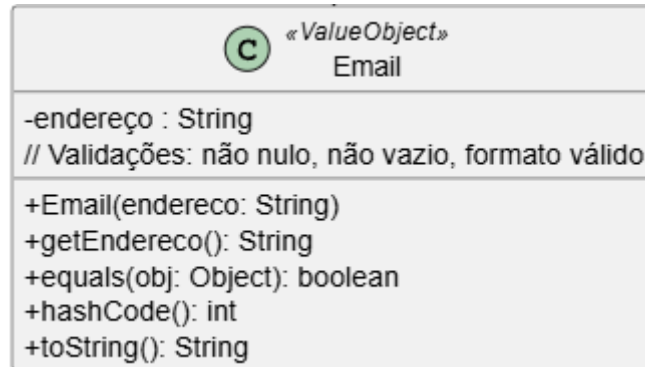 C
«ValueObject»
Email
-endereço : String
// Validações: não nulo, não vazio, formato válido
+Email(endereco: String)
+getEndereco(): String
+equals(obj: Object): boolean
+hashCode(): int
+toString(): String